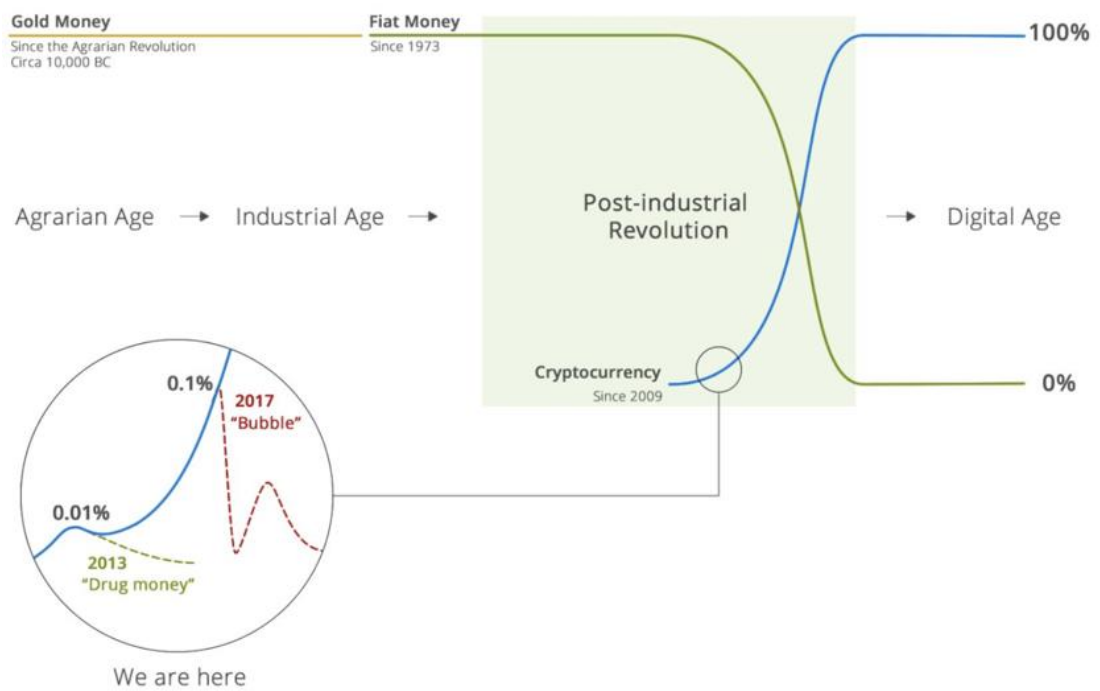 Gold Money
Since the Agrarian Revolution
Circa 10,000 BC
Fiat Money
Since 1973
100%
Agrarian Age
Industrial Age
Post-industrial
Revolution
Digital Age
Cryptocurrency
Since 2009
0%
0.1%
2017
"Bubble"
0.01%
2013
"Drug money"
We are here